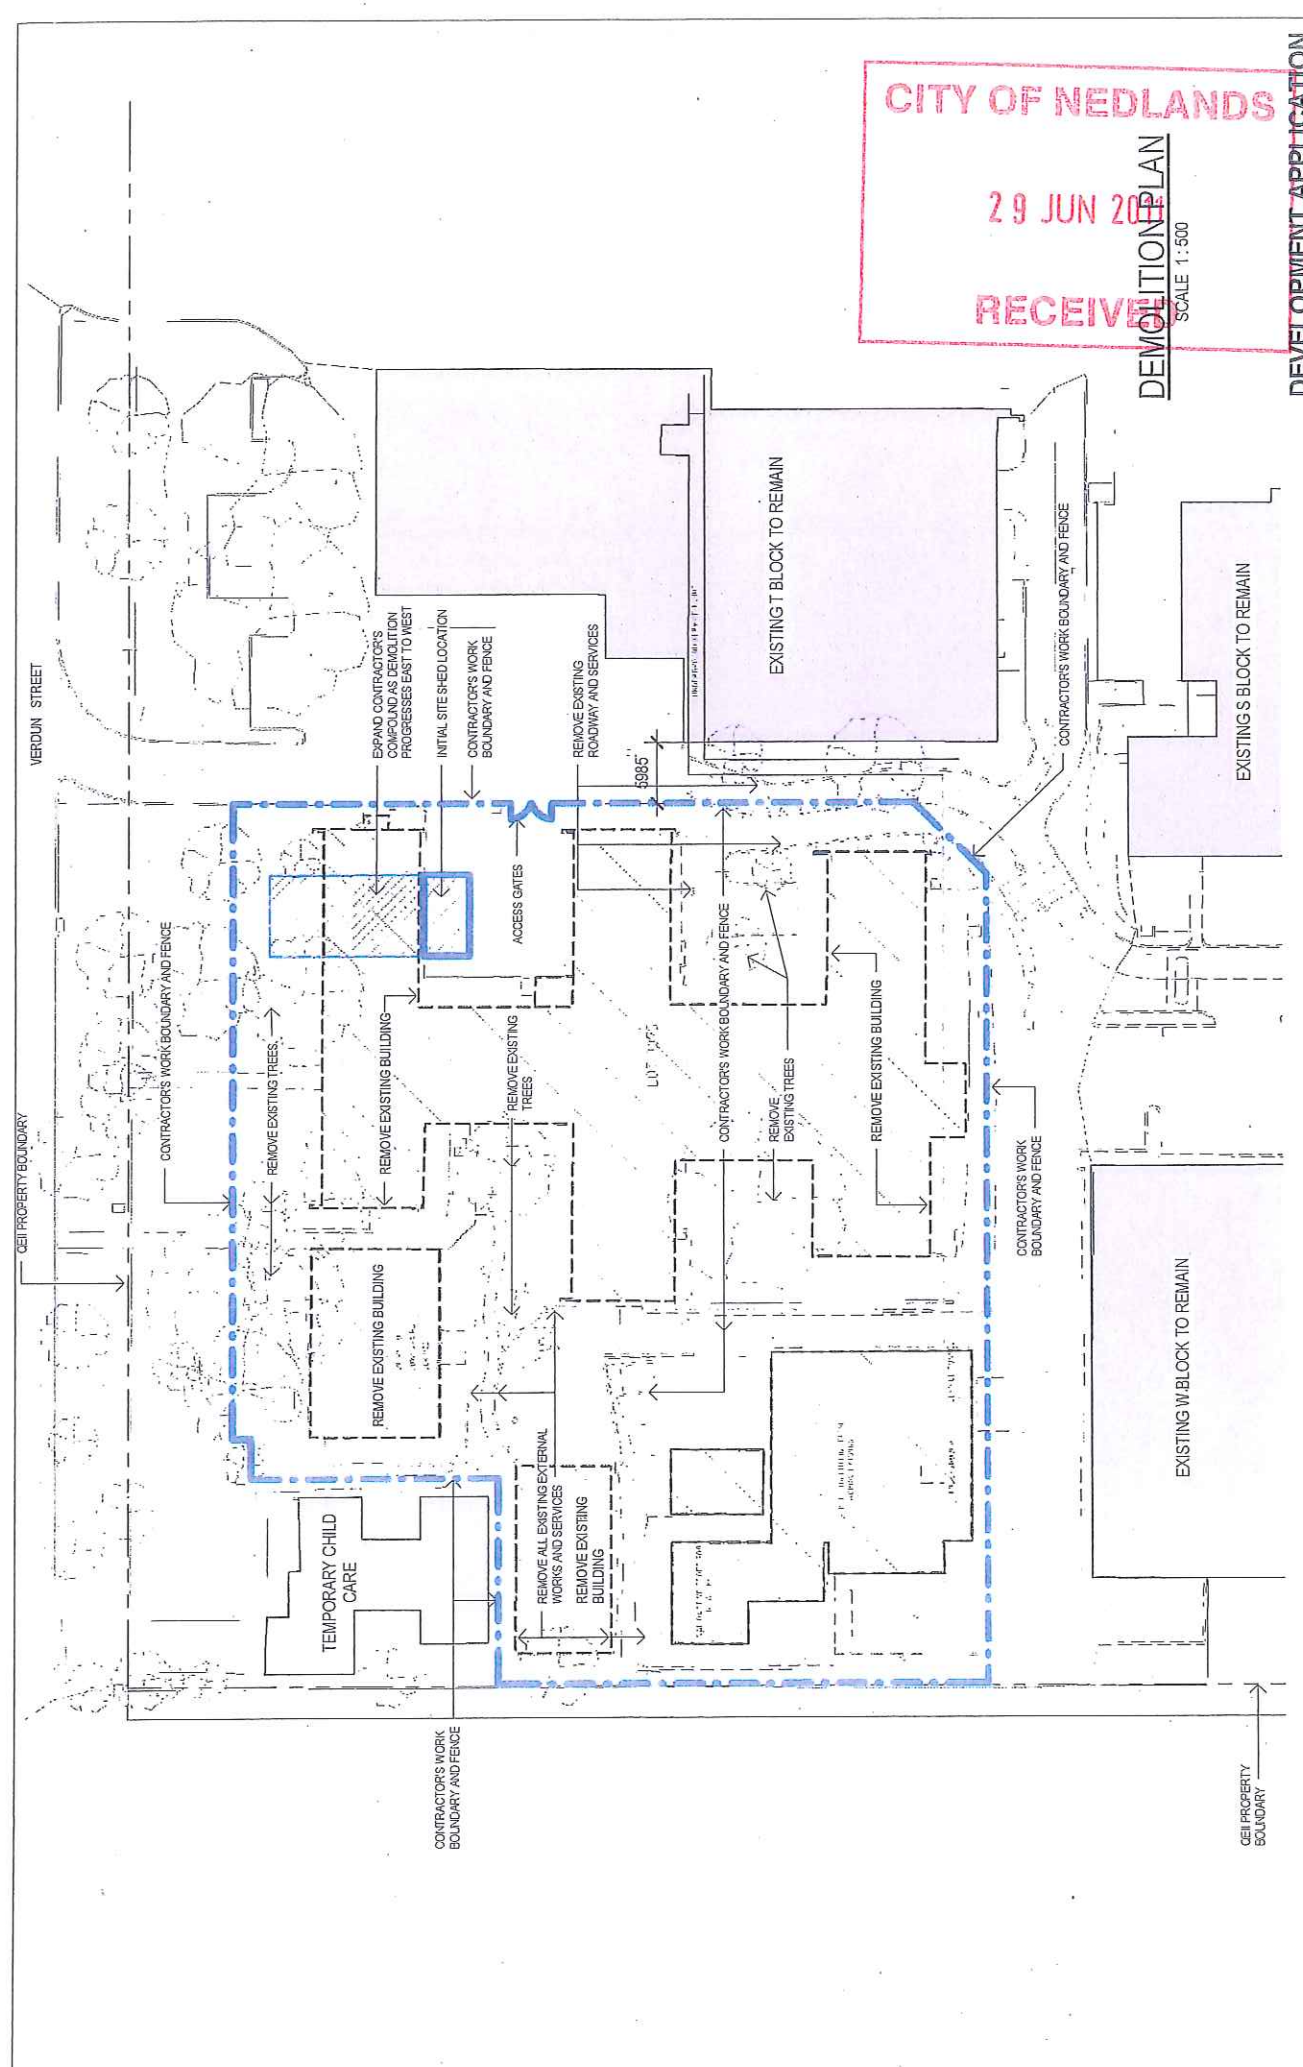 CITY OF NEDLANDS
29 JUN 2011
RECEIVED
DEMOLITION PLAN
SCALE 1:500
DEVELOPMENT APPLICATION
VERDUN STREET
QEII PROPERTY BOUNDARY
CONTRACTOR'S WORK BOUNDARY AND FENCE
REMOVE EXISTING TREES
EXPAND CONTRACTOR'S
COMPOUND AS DEMOLITION
PROGRESSES EAST TO WEST
INITIAL SITE SHED LOCATION
CONTRACTOR'S WORK
BOUNDARY AND FENCE
ACCESS GATES
REMOVE EXISTING
ROADWAY AND SERVICES
5985
EXISTING T BLOCK TO REMAIN
CONTRACTOR'S WORK BOUNDARY AND FENCE
EXISTING S BLOCK TO REMAIN
REMOVE EXISTING BUILDING
REMOVE EXISTING BUILDING
REMOVE EXISTING
TREES
CONTRACTOR'S WORK BOUNDARY AND FENCE
REMOVE
EXISTING TREES
REMOVE EXISTING BUILDING
CONTRACTOR'S WORK
BOUNDARY AND FENCE
TEMPORARY CHILD
CARE
REMOVE ALL EXISTING EXTERNAL
WORKS AND SERVICES
REMOVE EXISTING
BUILDING
EXISTING W.BLOCK TO REMAIN
CONTRACTOR'S WORK
BOUNDARY AND FENCE
QEII PROPERTY
BOUNDARY